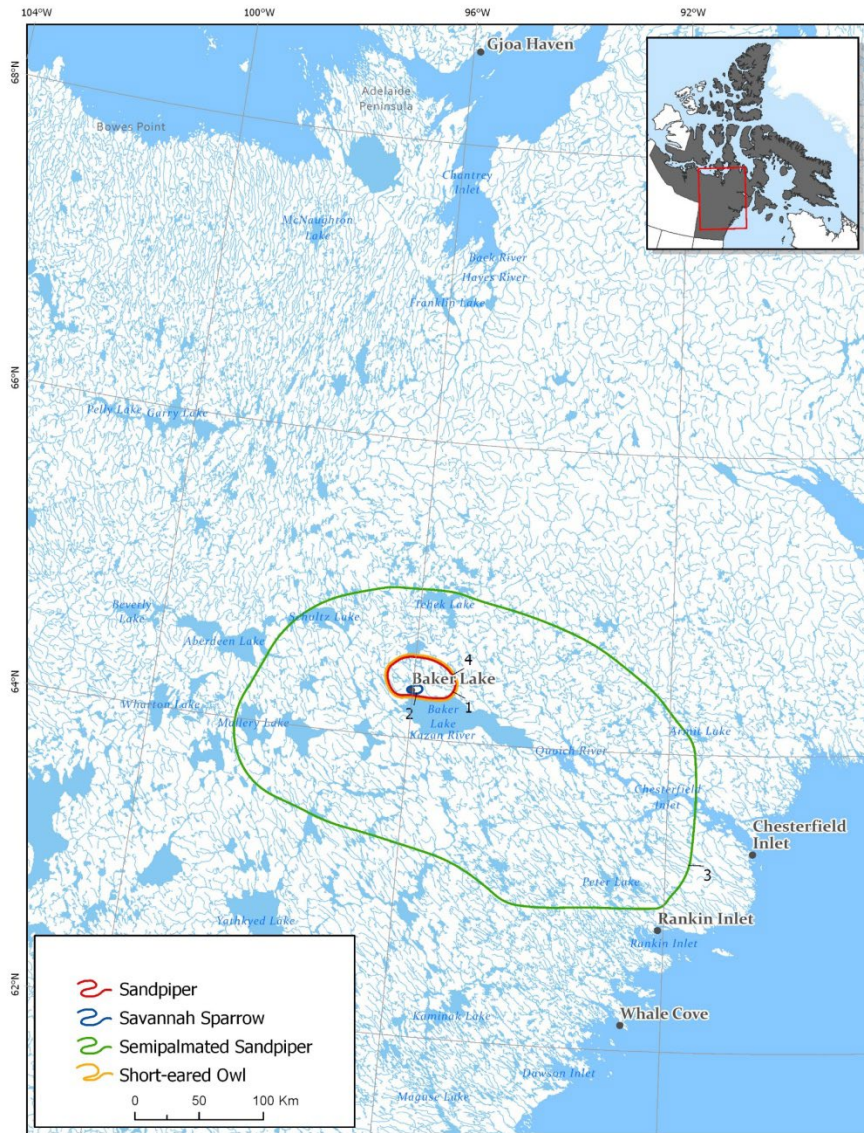 104°W
100°W
96°W
92°W
Gjoa Haven
68°N
Adelaide
Peninsula
Bowes Point
Chantrey
Inlet
McNaughton
Lake
Back River
Hayes River
Franklin Lake
66°N
Pelly Lake
Garry Lake
Beverly
Lake
Schultz Lake
Tehek Lake
Aberdeen Lake
4
64°N
Baker Lake
Wharton Lake
2
Baker
Lake
1
Mallery Lake
Kazan River
Quoich River
Armit Lake
Chesterfield
Inlet
Chesterfield
Inlet
3
Peter Lake
Yathkyed Lake
Rankin Inlet
Rankin Inlet
62°N
Sandpiper
Savannah Sparrow
Semipalmated Sandpiper
Short-eared Owl
0 50 100 Km
Kaminak Lake
Whale Cove
Dawson Inlet
Maguse Lake